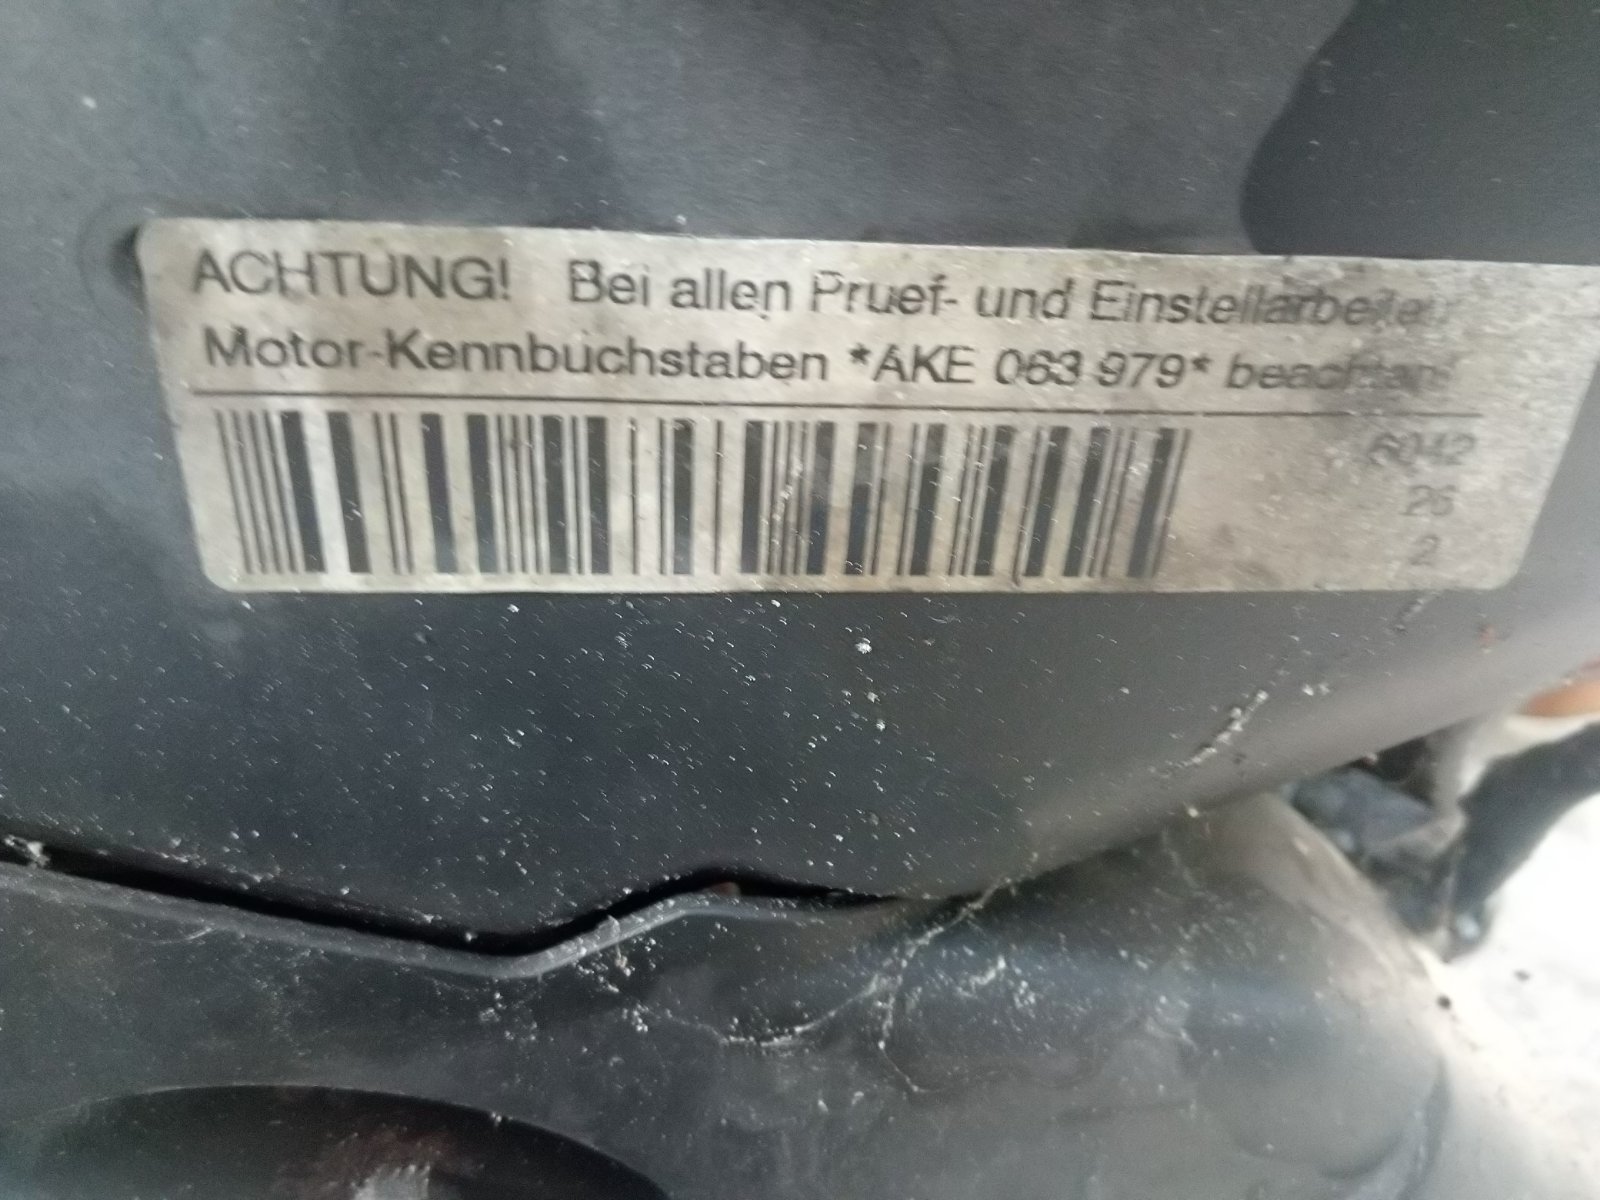 ACHTUNG! Bei allen Pruef- und Einstellarbeiten
Motor-Kennbuchstaben *AKE 063 979* beachten!
6042
26
2